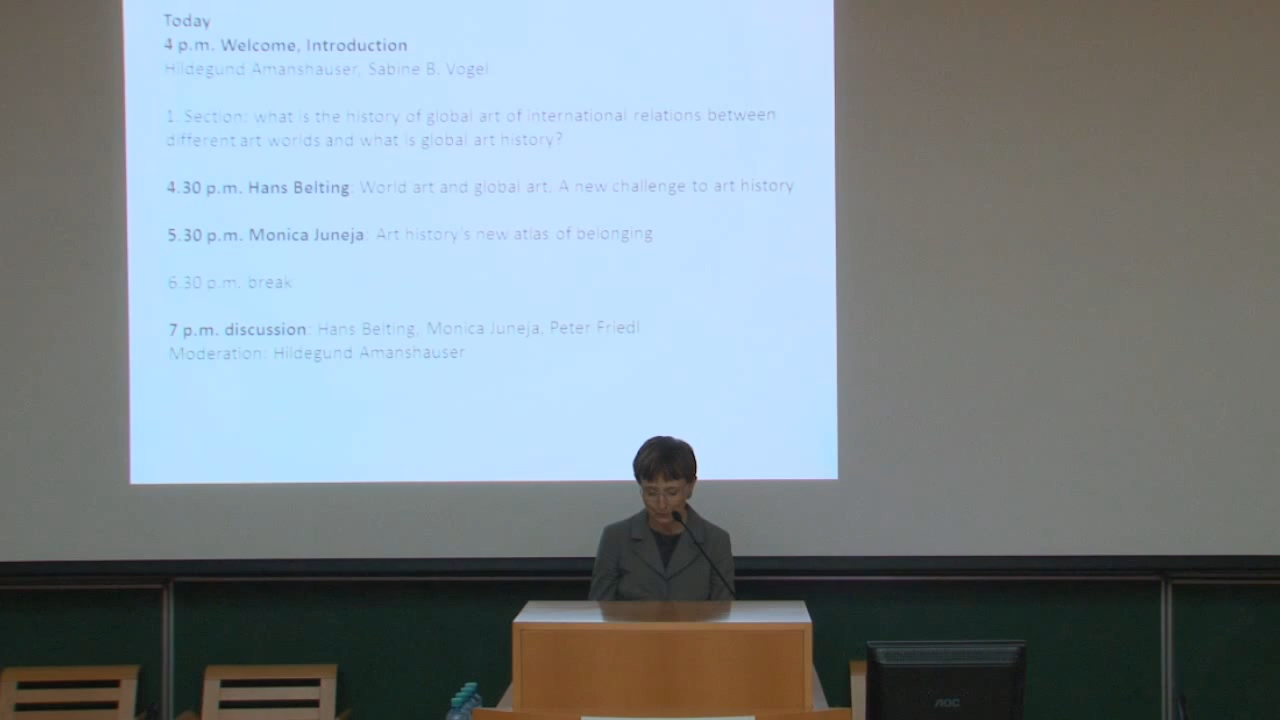 Today
4 p.m. Welcome, Introduction
Hildegund Amanshauser, Sabine B. Vogel
1. Section: what is the history of global art of international relations between
different art worlds and what is global art history?
4.30 p.m. Hans Belting: World art and global art. A new challenge to art history
5.30 p.m. Monica Juneja: Art history's new atlas of belonging
6.30 p.m. break
7 p.m. discussion: Hans Belting, Monica Juneja, Peter Friedl
Moderation: Hildegund Amanshauser
AOC